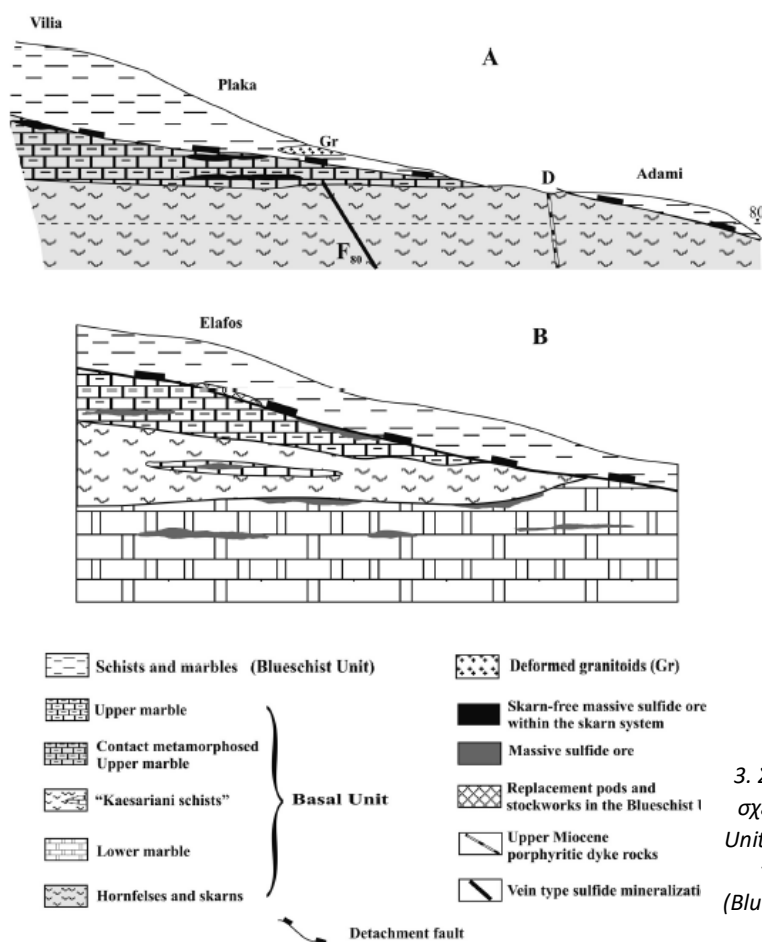 Vilia
A
Plaka
Gr
D
Adami
80
F80
Elafos
B
Schists and marbles (Blueschist Unit)
Upper marble
Contact metamorphosed
Upper marble
"Kaesariani schists"
Lower marble
Hornfelses and skarns
Basal Unit
Detachment fault
Deformed granitoids (Gr)
Skarn-free massive sulfide ore
within the skarn system
Massive sulfide ore
Replacement pods and
stockworks in the Blueschist
Upper Miocene
porphyritic dyke rocks
Vein type sulfide mineralizati
3.
σχ
Unit
(Blu